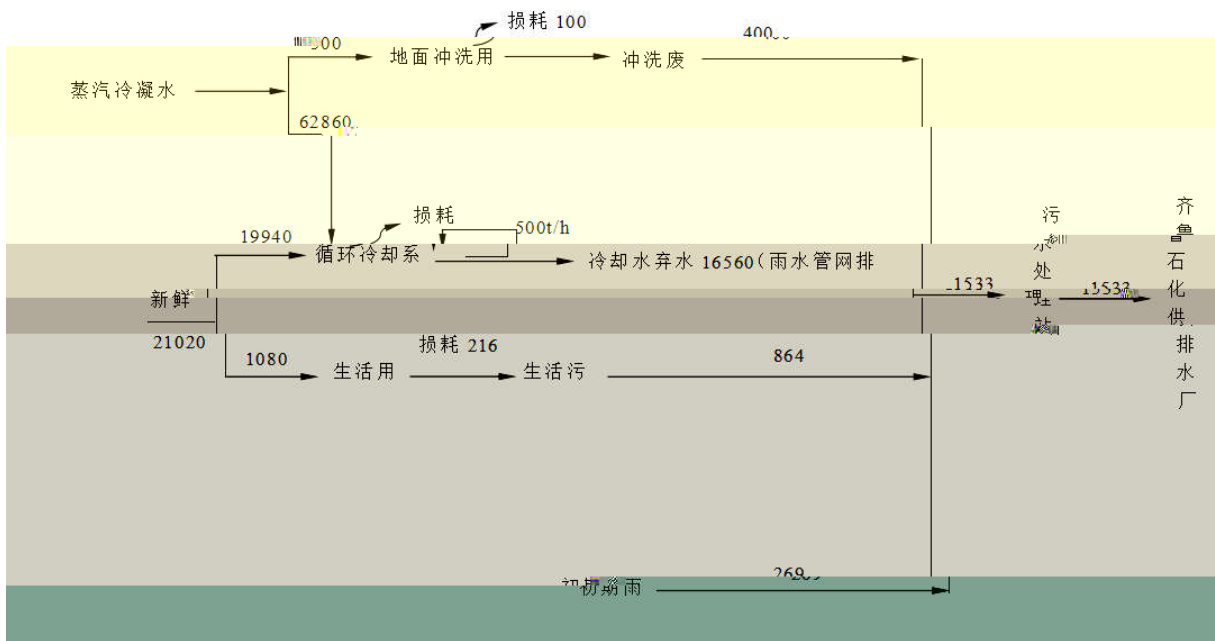 损耗 100
地面冲洗用
冲洗废
400
蒸汽冷凝水
62860
损耗
500t/h
19940
循环冷却系
冷却水弃水 16560（雨水管网排
新鲜
21020
1533
污水处理站
齐鲁石化供排水厂
损耗 216
1080
生活用
生活污
864
初期雨
269